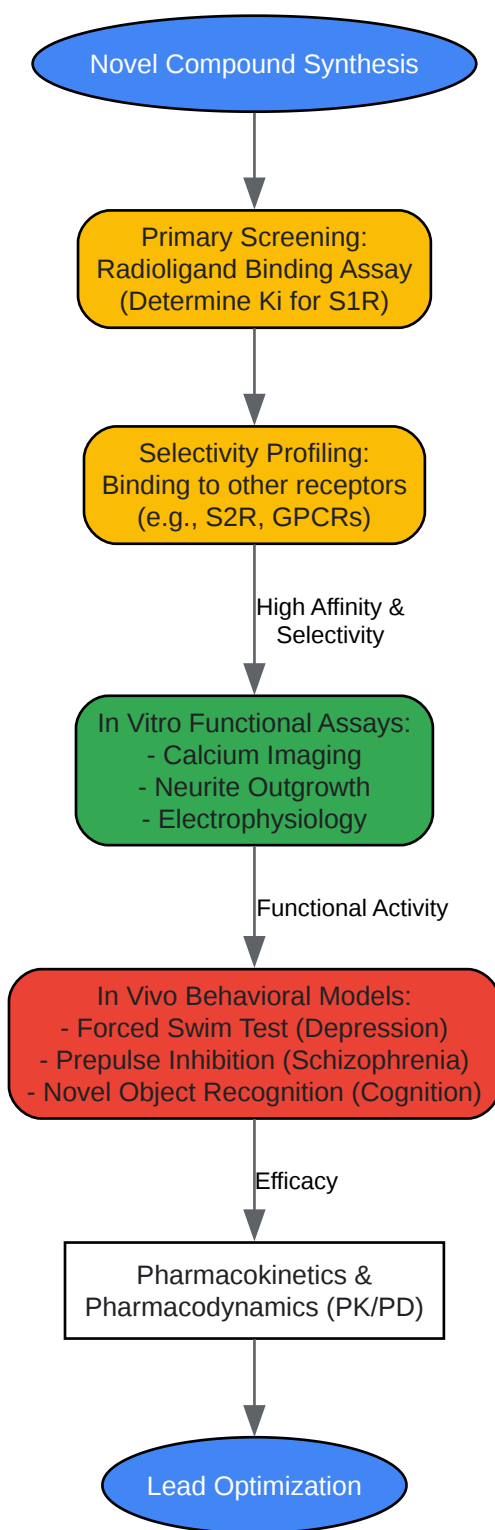 Novel Compound Synthesis
Primary Screening:
Radioligand Binding Assay
(Determine Ki for S1R)
Selectivity Profiling:
Binding to other receptors
(e.g., S2R, GPCRs)
High Affinity &
Selectivity
In Vitro Functional Assays:
- Calcium Imaging
- Neurite Outgrowth
- Electrophysiology
Functional Activity
In Vivo Behavioral Models:
- Forced Swim Test (Depression)
- Prepulse Inhibition (Schizophrenia)
- Novel Object Recognition (Cognition)
Efficacy
Pharmacokinetics &
Pharmacodynamics (PK/PD)
Lead Optimization